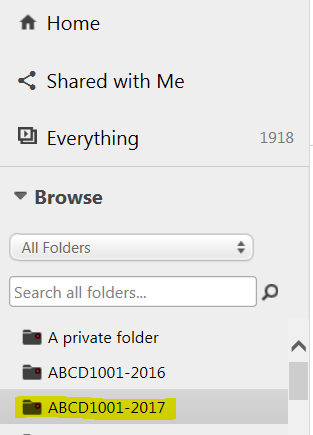 Home
Shared with Me
Everything 1918
Browse
All Folders
Search all folders...
A private folder
ABCD1001-2016
ABCD1001-2017